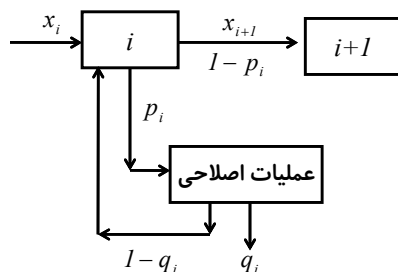 x_i
i
x_{i+1}
1 – p_i
i+1
p_i
عملیات اصلاحی
1 – q_i
q_i